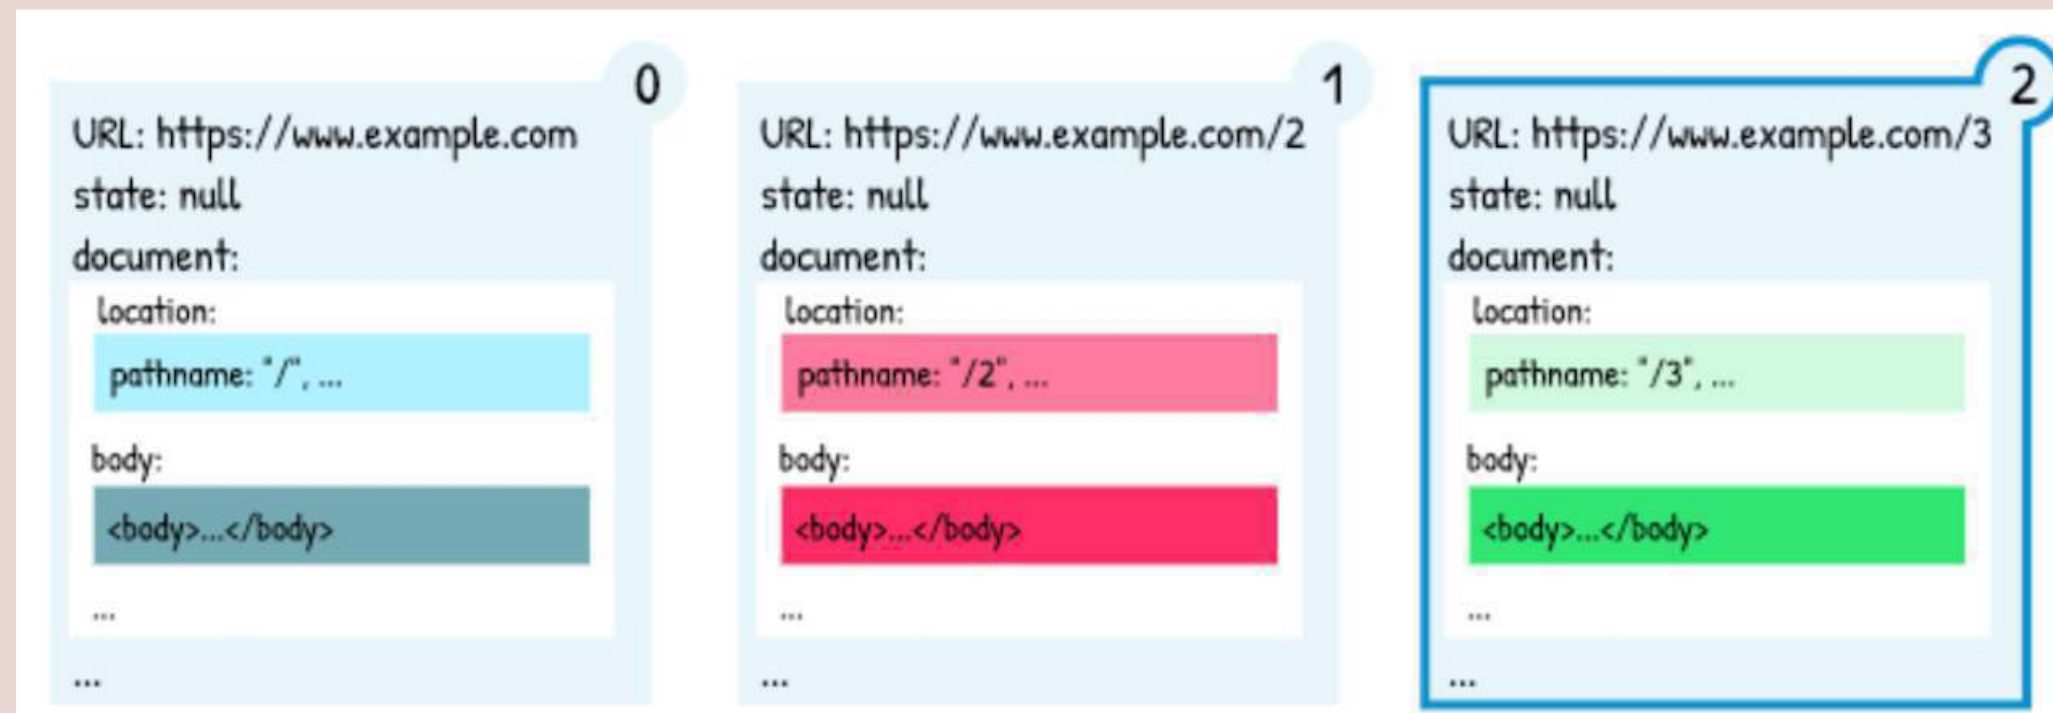 0
URL: https://www.example.com
state: null
document:
location:
pathname: "/", ...
body:
<body>...</body>
...
...
1
URL: https://www.example.com/2
state: null
document:
location:
pathname: "/2", ...
body:
<body>...</body>
...
...
2
URL: https://www.example.com/3
state: null
document:
location:
pathname: "/3", ...
body:
<body>...</body>
...
...